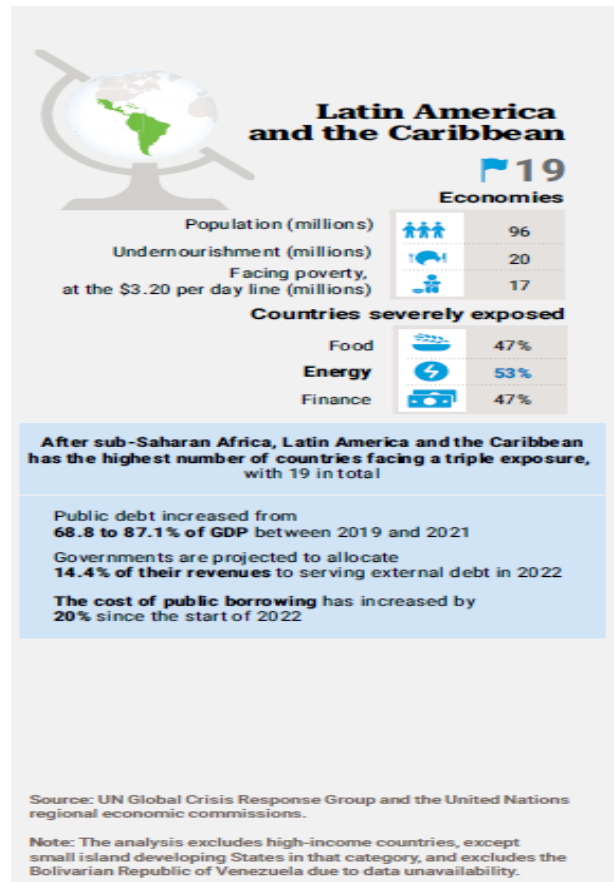 Latin America
and the Caribbean
19
Economies
Population (millions) 96
Undernourishment (millions) 20
Facing poverty,
at the $3.20 per day line (millions) 17
Countries severely exposed
Food 47%
Energy 53%
Finance 47%
After sub-Saharan Africa, Latin America and the Caribbean
has the highest number of countries facing a triple exposure,
with 19 in total
Public debt increased from
68.8 to 87.1% of GDP between 2019 and 2021
Governments are projected to allocate
14.4% of their revenues to serving external debt in 2022
The cost of public borrowing has increased by
20% since the start of 2022
Source: UN Global Crisis Response Group and the United Nations
regional economic commissions.
Note: The analysis excludes high-income countries, except
small island developing States in that category, and excludes the
Bolivarian Republic of Venezuela due to data unavailability.